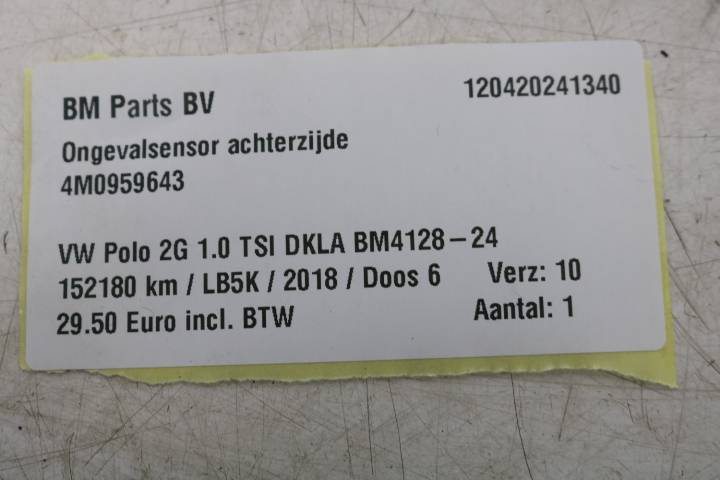 BM Parts BV 120420241340
Ongevalsensor achterzijde
4M0959643
VW Polo 2G 1.0 TSI DKLA BM4128-24
152180 km / LB5K / 2018 / Doos 6 Verz: 10
29.50 Euro incl. BTW Aantal: 1